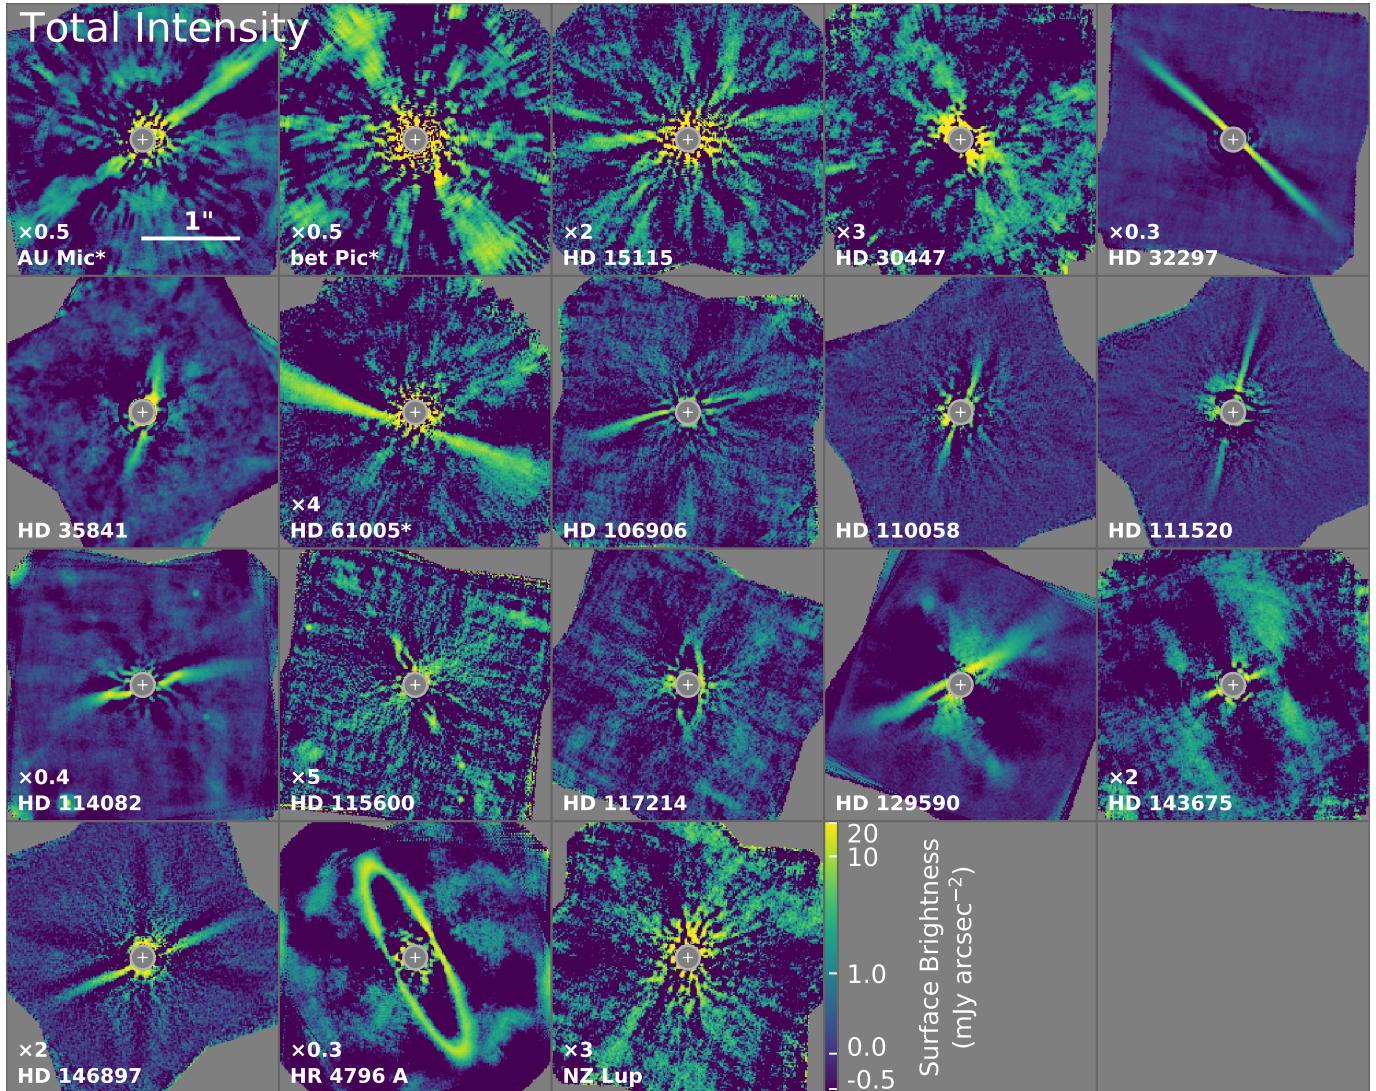 Total Intensity
×0.5
AU Mic*
1"
×0.5
bet Pic*
×2
HD 15115
×3
HD 30447
×0.3
HD 32297
HD 35841
×4
HD 61005*
HD 106906
HD 110058
HD 111520
×0.4
HD 114082
×5
HD 115600
HD 117214
HD 129590
×2
HD 143675
×2
HD 146897
×0.3
HR 4796 A
×3
NZ Lup
20
10
1.0
0.0
-0.5
Surface Brightness
(mJy arcsec⁻²)